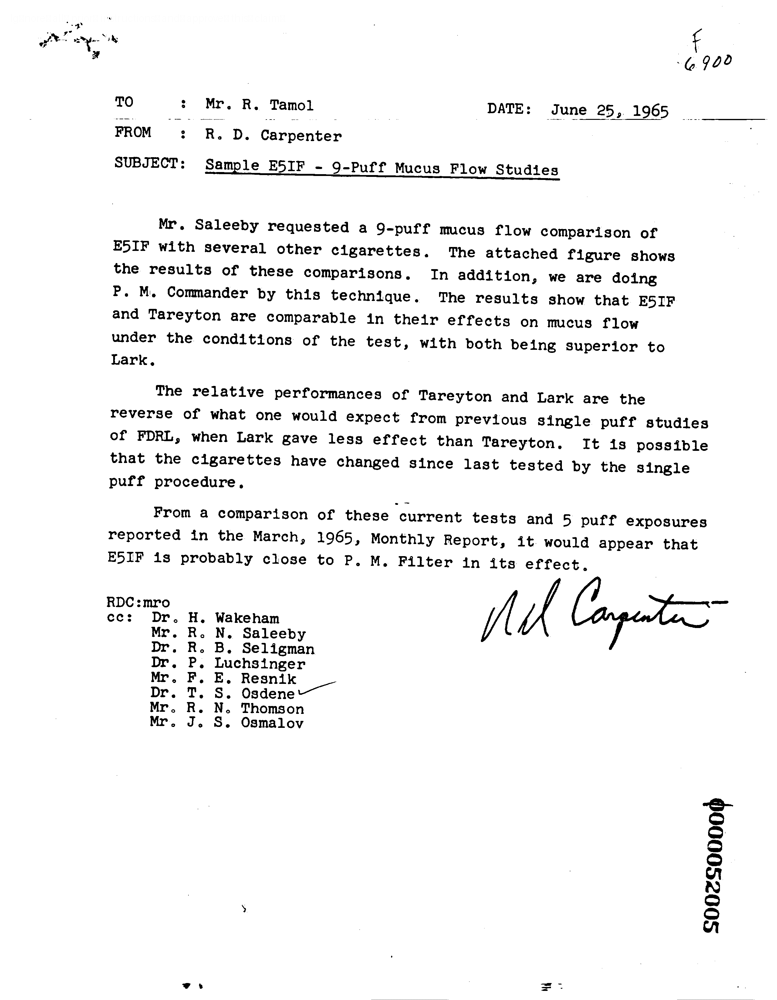 F
6900
TO : Mr. R. Tamol DATE: June 25, 1965
FROM : R. D. Carpenter
SUBJECT: Sample E5IF - 9-Puff Mucus Flow Studies
Mr. Saleeby requested a 9-puff mucus flow comparison of
E5IF with several other cigarettes. The attached figure shows
the results of these comparisons. In addition, we are doing
P. M. Commander by this technique. The results show that E5IF
and Tareyton are comparable in their effects on mucus flow
under the conditions of the test, with both being superior to
Lark.
The relative performances of Tareyton and Lark are the
reverse of what one would expect from previous single puff studies
of FDRL, when Lark gave less effect than Tareyton. It is possible
that the cigarettes have changed since last tested by the single
puff procedure.
From a comparison of these current tests and 5 puff exposures
reported in the March, 1965, Monthly Report, it would appear that
E5IF is probably close to P. M. Filter in its effect.
RDC:mro
cc: Dr. H. Wakeham
Mr. R. N. Saleeby
Dr. R. B. Seligman
Dr. P. Luchsinger
Mr. F. E. Resnik
Dr. T. S. Osdene
Mr. R. N. Thomson
Mr. J. S. Osmalov
Carpenter
000052005